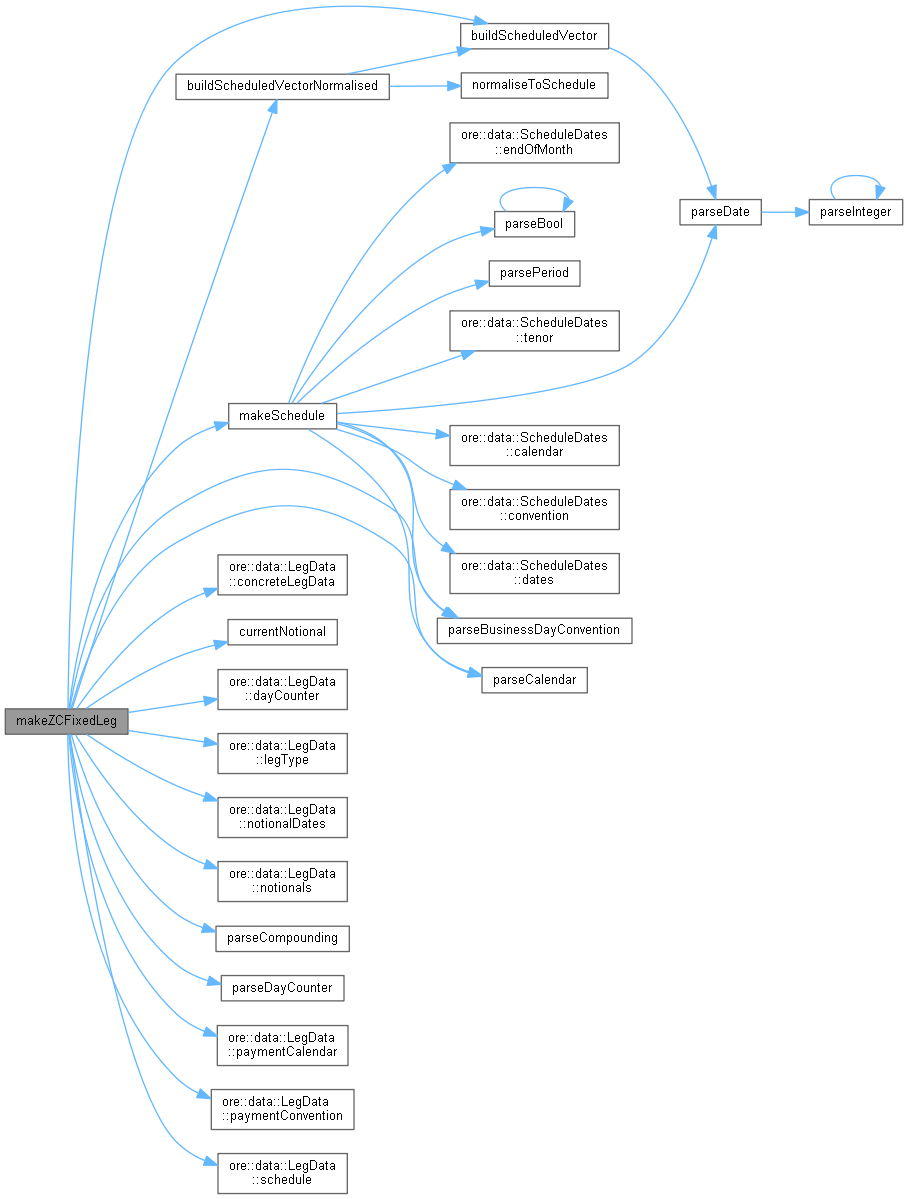 buildScheduledVector
buildScheduledVectorNormalised
normaliseToSchedule
ore::data::ScheduleDates
::endOfMonth
parseDate
parseInteger
parseBool
parsePeriod
ore::data::ScheduleDates
::tenor
makeSchedule
ore::data::ScheduleDates
::calendar
ore::data::ScheduleDates
::convention
ore::data::LegData
::concreteLegData
ore::data::ScheduleDates
::dates
currentNotional
parseBusinessDayConvention
ore::data::LegData
::dayCounter
parseCalendar
makeZCFixedLeg
ore::data::LegData
::legType
ore::data::LegData
::notionalDates
ore::data::LegData
::notionals
parseCompounding
parseDayCounter
ore::data::LegData
::paymentCalendar
ore::data::LegData
::paymentConvention
ore::data::LegData
::schedule